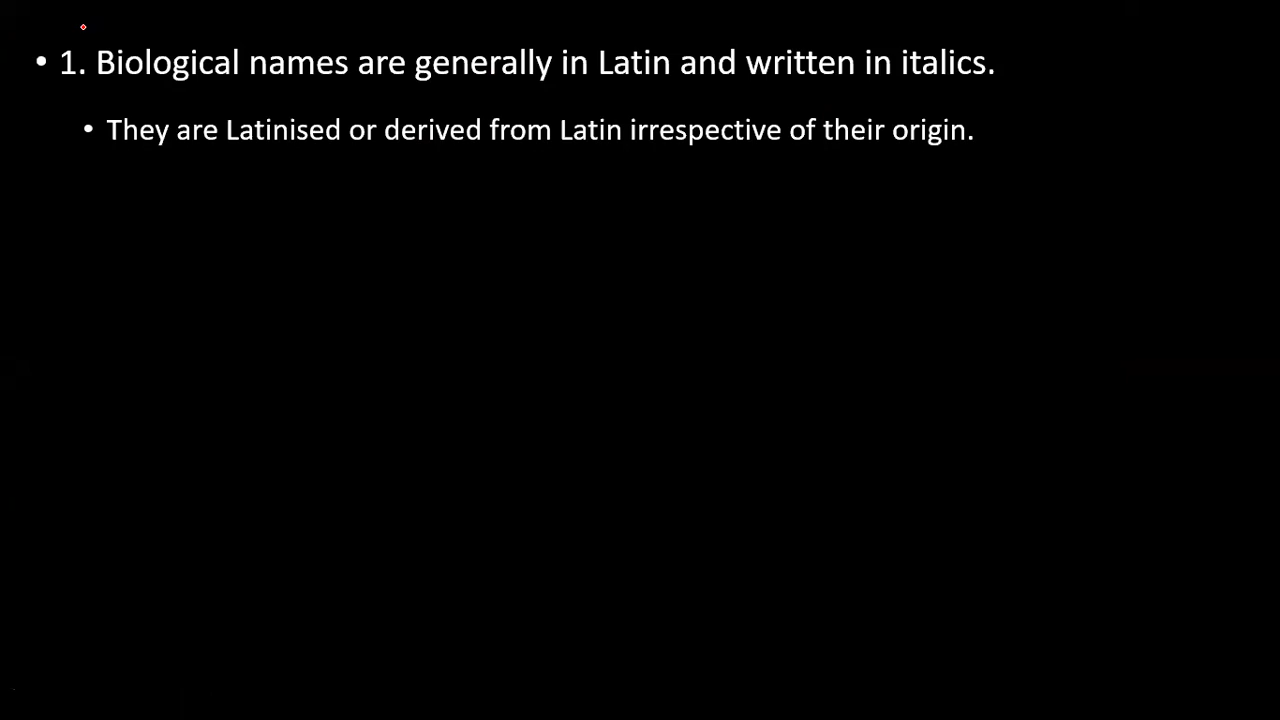 • 1. Biological names are generally in Latin and written in italics.
• They are Latinised or derived from Latin irrespective of their origin.